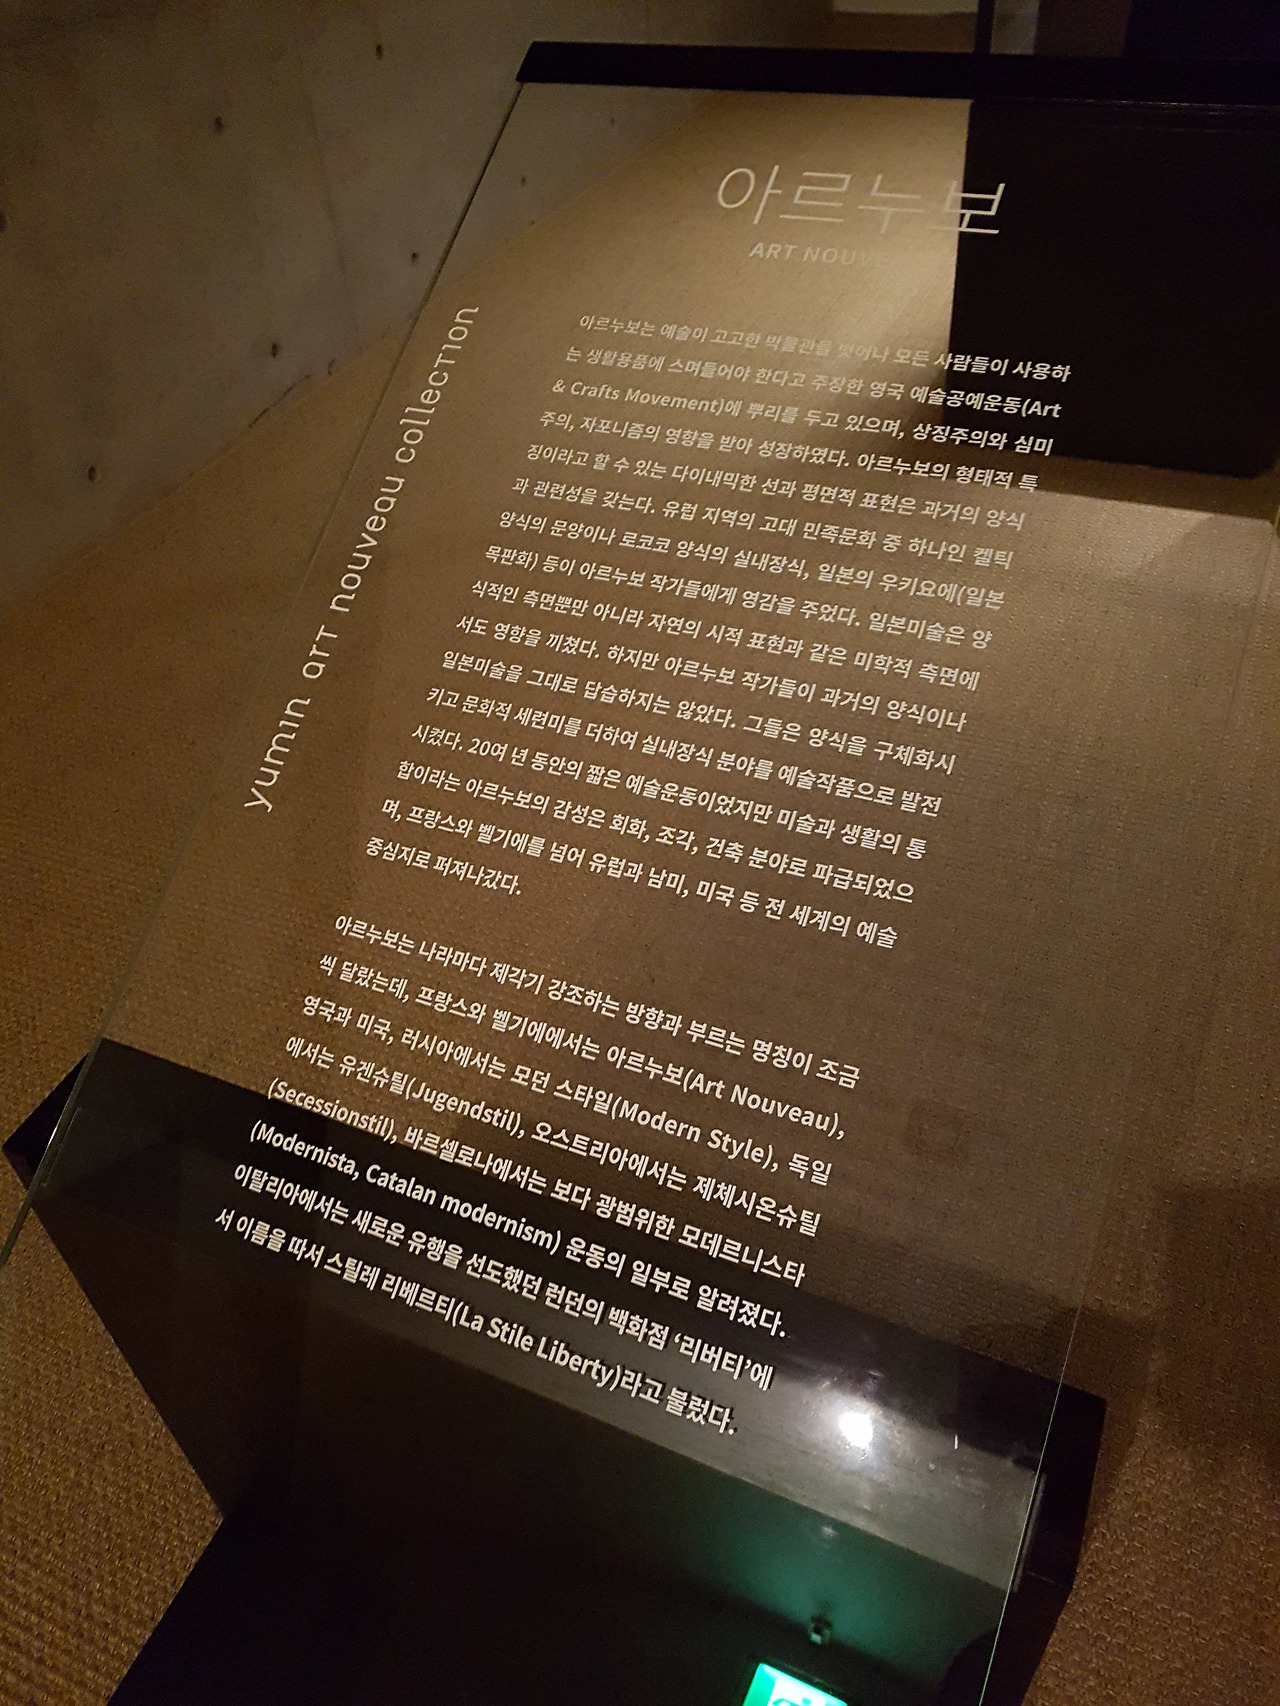 아르누보
ART NOUV
yumin art nouveau collection
아르누보는 예술이 고고한 박물관을 벗어나 모든 사람들이 사용하
는 생활용품에 스며들어야 한다고 주장한 영국 예술공예운동(Art
& Crafts Movement)에 뿌리를 두고 있으며, 상징주의와 심미
주의, 자포니즘의 영향을 받아 성장하였다. 아르누보의 형태적 특
징이라고 할 수 있는 다이내믹한 선과 평면적 표현은 과거의 양식
과 관련성을 갖는다. 유럽 지역의 고대 민족문화 중 하나인 켈틱
양식의 문양이나 로코코 양식의 실내장식, 일본의 우키요에(일본
목판화) 등이 아르누보 작가들에게 영감을 주었다. 일본미술은 양
식적인 측면뿐만 아니라 자연의 시적 표현과 같은 미학적 측면에
서도 영향을 끼쳤다. 하지만 아르누보 작가들이 과거의 양식이나
일본미술을 그대로 답습하지는 않았다. 그들은 양식을 구체화시
키고 문화적 세련미를 더하여 실내장식 분야를 예술작품으로 발전
시켰다. 20여 년 동안의 짧은 예술운동이었지만 미술과 생활의 통
합이라는 아르누보의 감성은 회화, 조각, 건축 분야로 파급되었으
며, 프랑스와 벨기에를 넘어 유럽과 남미, 미국 등 전 세계의 예술
중심지로 퍼져나갔다.
아르누보는 나라마다 제각기 강조하는 방향과 부르는 명칭이 조금
씩 달랐는데, 프랑스와 벨기에에서는 아르누보(Art Nouveau),
영국과 미국, 러시아에서는 모던 스타일(Modern Style), 독일
에서는 유겐슈틸(Jugendstil), 오스트리아에서는 제체시온슈틸
(Secessionstil), 바르셀로나에서는 보다 광범위한 모데르니스타
(Modernista, Catalan modernism) 운동의 일부로 알려졌다.
이탈리아에서는 새로운 유행을 선도했던 런던의 백화점 ‘리버티’에
서 이름을 따서 스틸레 리베르티(La Stile Liberty)라고 불렀다.